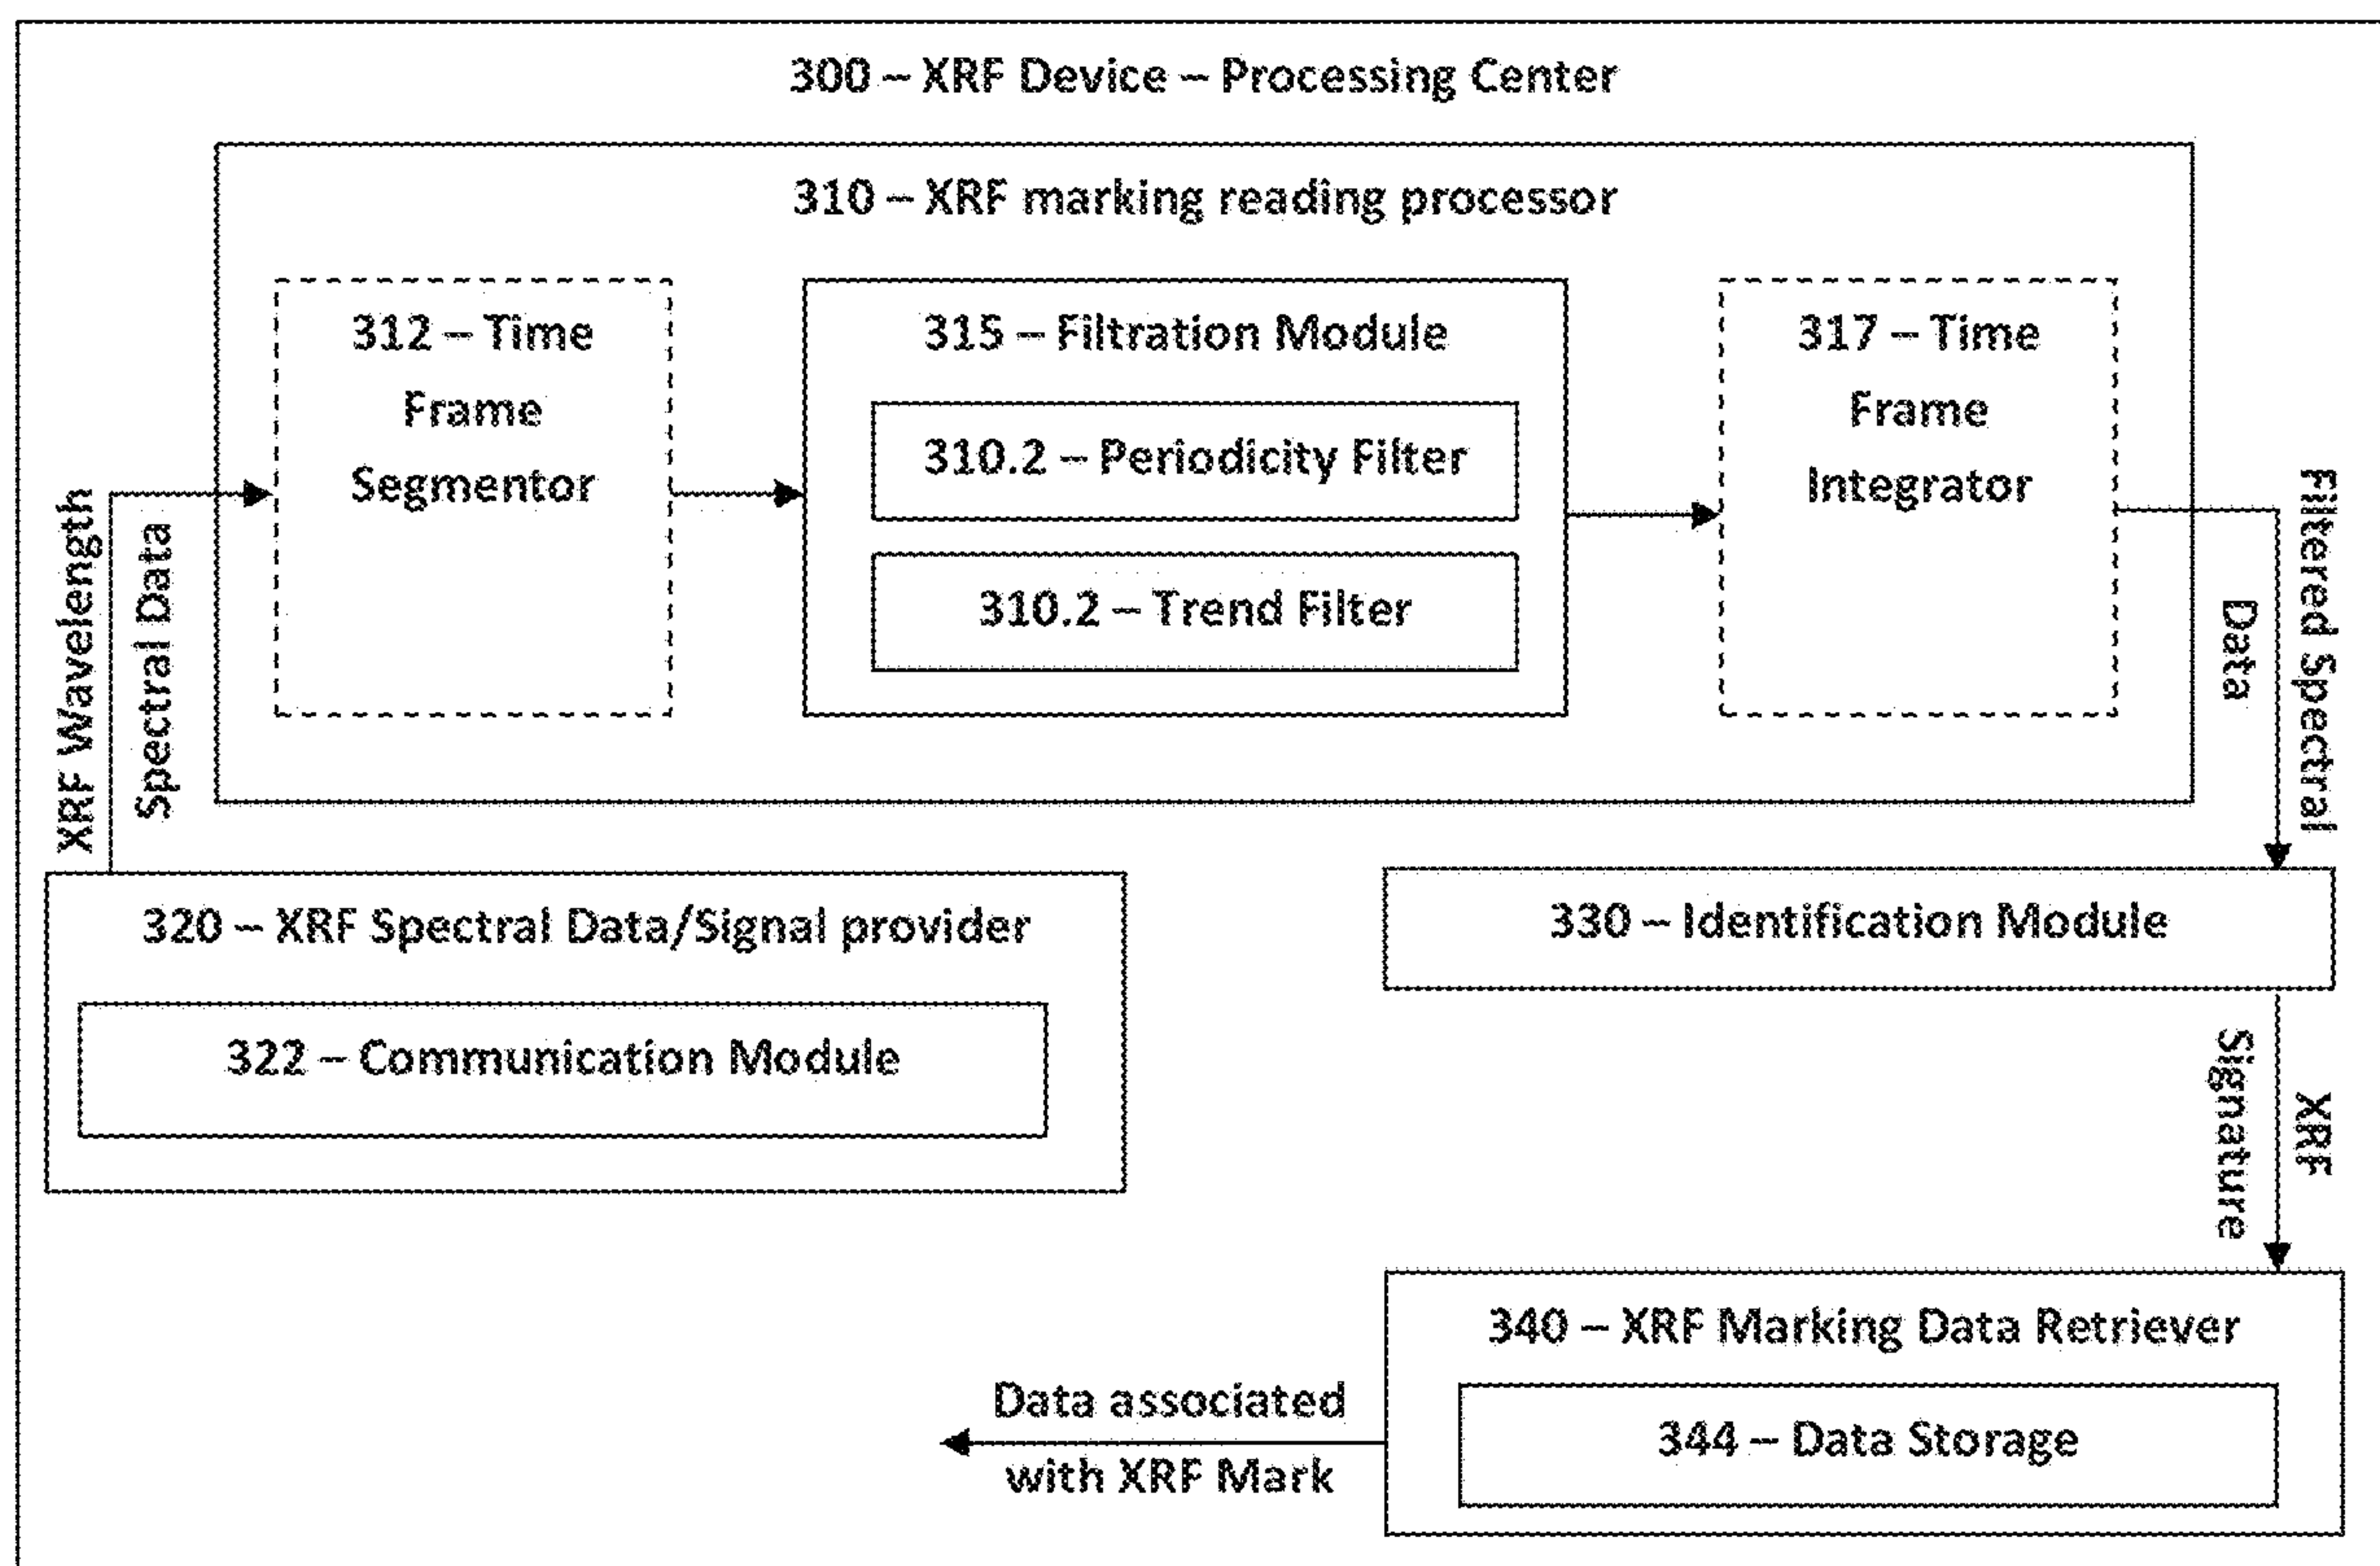 300 – XRF Device – Processing Center
310 – XRF marking reading processor
312 – Time
Frame
Segmentor
315 – Filtration Module
310.2 – Periodicity Filter
310.2 – Trend Filter
317 – Time
Frame
Integrator
XRF Wavelength
Spectral Data
Filtered Spectral
Data
320 – XRF Spectral Data/Signal provider
322 – Communication Module
330 – Identification Module
XRF
Signature
340 – XRF Marking Data Retriever
344 – Data Storage
Data associated
with XRF Mark